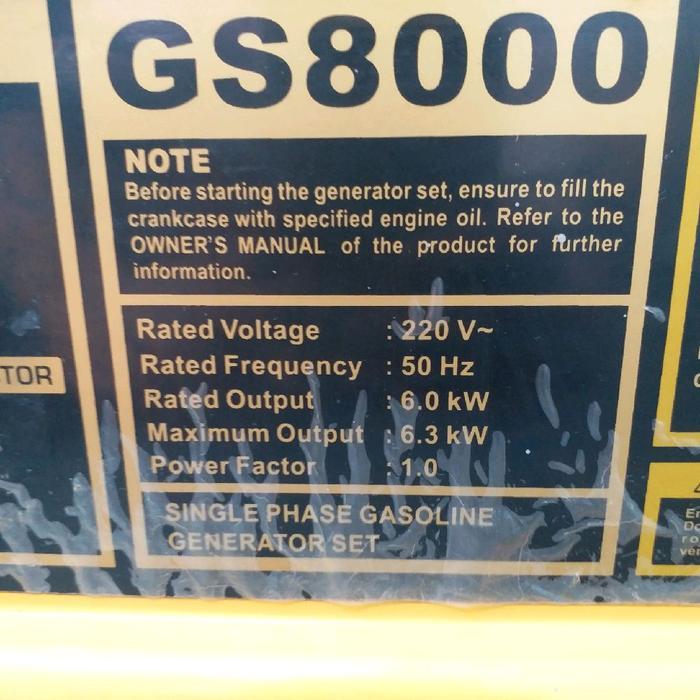 GS8000
NOTE
Before starting the generator set, ensure to fill the
crankcase with specified engine oil. Refer to the
OWNER'S MANUAL of the product for further
information.
Rated Voltage : 220 V~
Rated Frequency : 50 Hz
Rated Output : 6.0 kW
Maximum Output : 6.3 kW
Power Factor : 1.0
SINGLE PHASE GASOLINE
GENERATOR SET
TOR